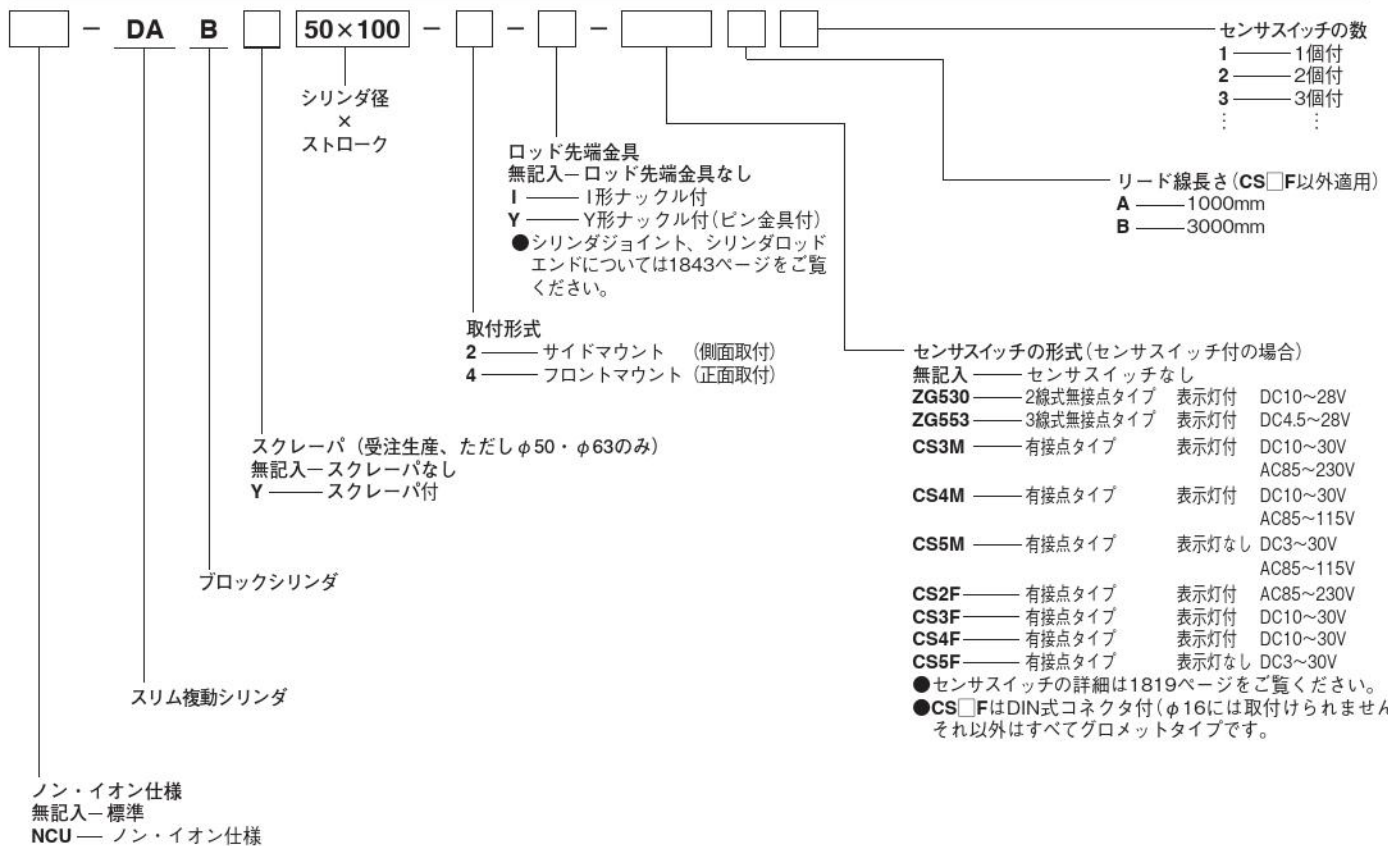 □ － DA B □ 50×100 － □ － □ － □ □ □
センサスイッチの数
1 ─── 1個付
2 ─── 2個付
3 ─── 3個付
⋮ ⋮
シリンダ径
×
ストローク
ロッド先端金具
無記入─ロッド先端金具なし
I ─── I形ナックル付
Y ─── Y形ナックル付(ピン金具付)
●シリンダジョイント、シリンダロッド
エンドについては1843ページをご覧
ください。
リード線長さ(CS□F以外適用)
A ─── 1000mm
B ─── 3000mm
取付形式
2 ─── サイドマウント (側面取付)
4 ─── フロントマウント (正面取付)
センサスイッチの形式(センサスイッチ付の場合)
無記入 ─── センサスイッチなし
ZG530 ─── 2線式無接点タイプ 表示灯付 DC10～28V
ZG553 ─── 3線式無接点タイプ 表示灯付 DC4.5～28V
CS3M ─── 有接点タイプ 表示灯付 DC10～30V
AC85～230V
CS4M ─── 有接点タイプ 表示灯付 DC10～30V
AC85～115V
CS5M ─── 有接点タイプ 表示灯なし DC3～30V
AC85～115V
CS2F ─── 有接点タイプ 表示灯付 AC85～230V
CS3F ─── 有接点タイプ 表示灯付 DC10～30V
CS4F ─── 有接点タイプ 表示灯付 DC10～30V
CS5F ─── 有接点タイプ 表示灯なし DC3～30V
●センサスイッチの詳細は1819ページをご覧ください。
●CS□FはDIN式コネクタ付(φ16には取付けられません
それ以外はすべてグロメットタイプです。
スクレーパ (受注生産、ただしφ50・φ63のみ)
無記入─スクレーパなし
Y ─── スクレーパ付
ブロックシリンダ
スリム複動シリンダ
ノン・イオン仕様
無記入─標準
NCU ─ ノン・イオン仕様